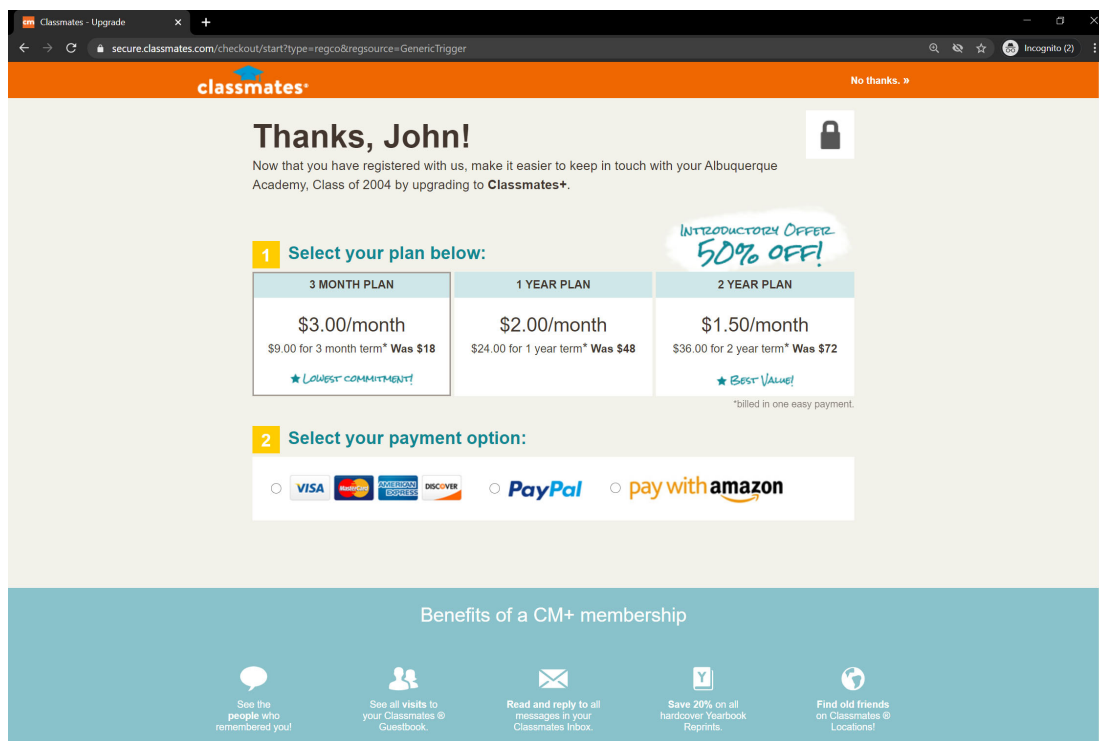 cm Classmates - Upgrade
secure.classmates.com/checkout/start?type=regco&regsource=GenericTrigger
Incognito (2)
classmates®
No thanks. »
Thanks, John!
Now that you have registered with us, make it easier to keep in touch with your Albuquerque
Academy, Class of 2004 by upgrading to Classmates+.
INTRODUCTORY OFFER
50% OFF!
1 Select your plan below:
3 MONTH PLAN 1 YEAR PLAN 2 YEAR PLAN
$3.00/month $2.00/month $1.50/month
$9.00 for 3 month term* Was $18 $24.00 for 1 year term* Was $48 $36.00 for 2 year term* Was $72
LOWEST COMMITMENT! BEST VALUE!
*billed in one easy payment.
2 Select your payment option:
VISA MasterCard AMERICAN EXPRESS DISCOVER PayPal pay with amazon
Benefits of a CM+ membership
Y
See the See all visits to Read and reply to all Save 20% on all Find old friends
people who your Classmates ® messages in your hardcover Yearbook on Classmates ®
remembered you! Guestbook. Classmates Inbox. Reprints. Locations!